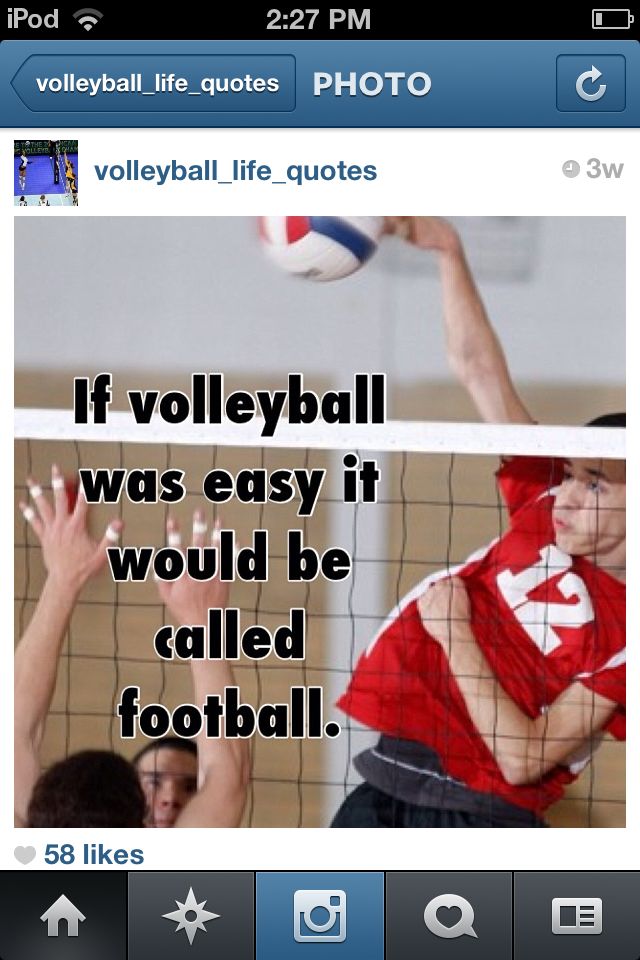 iPod 2:27 PM
volleyball_life_quotes PHOTO
volleyball_life_quotes 3w
If volleyball
was easy it
would be
called
football.
12
58 likes